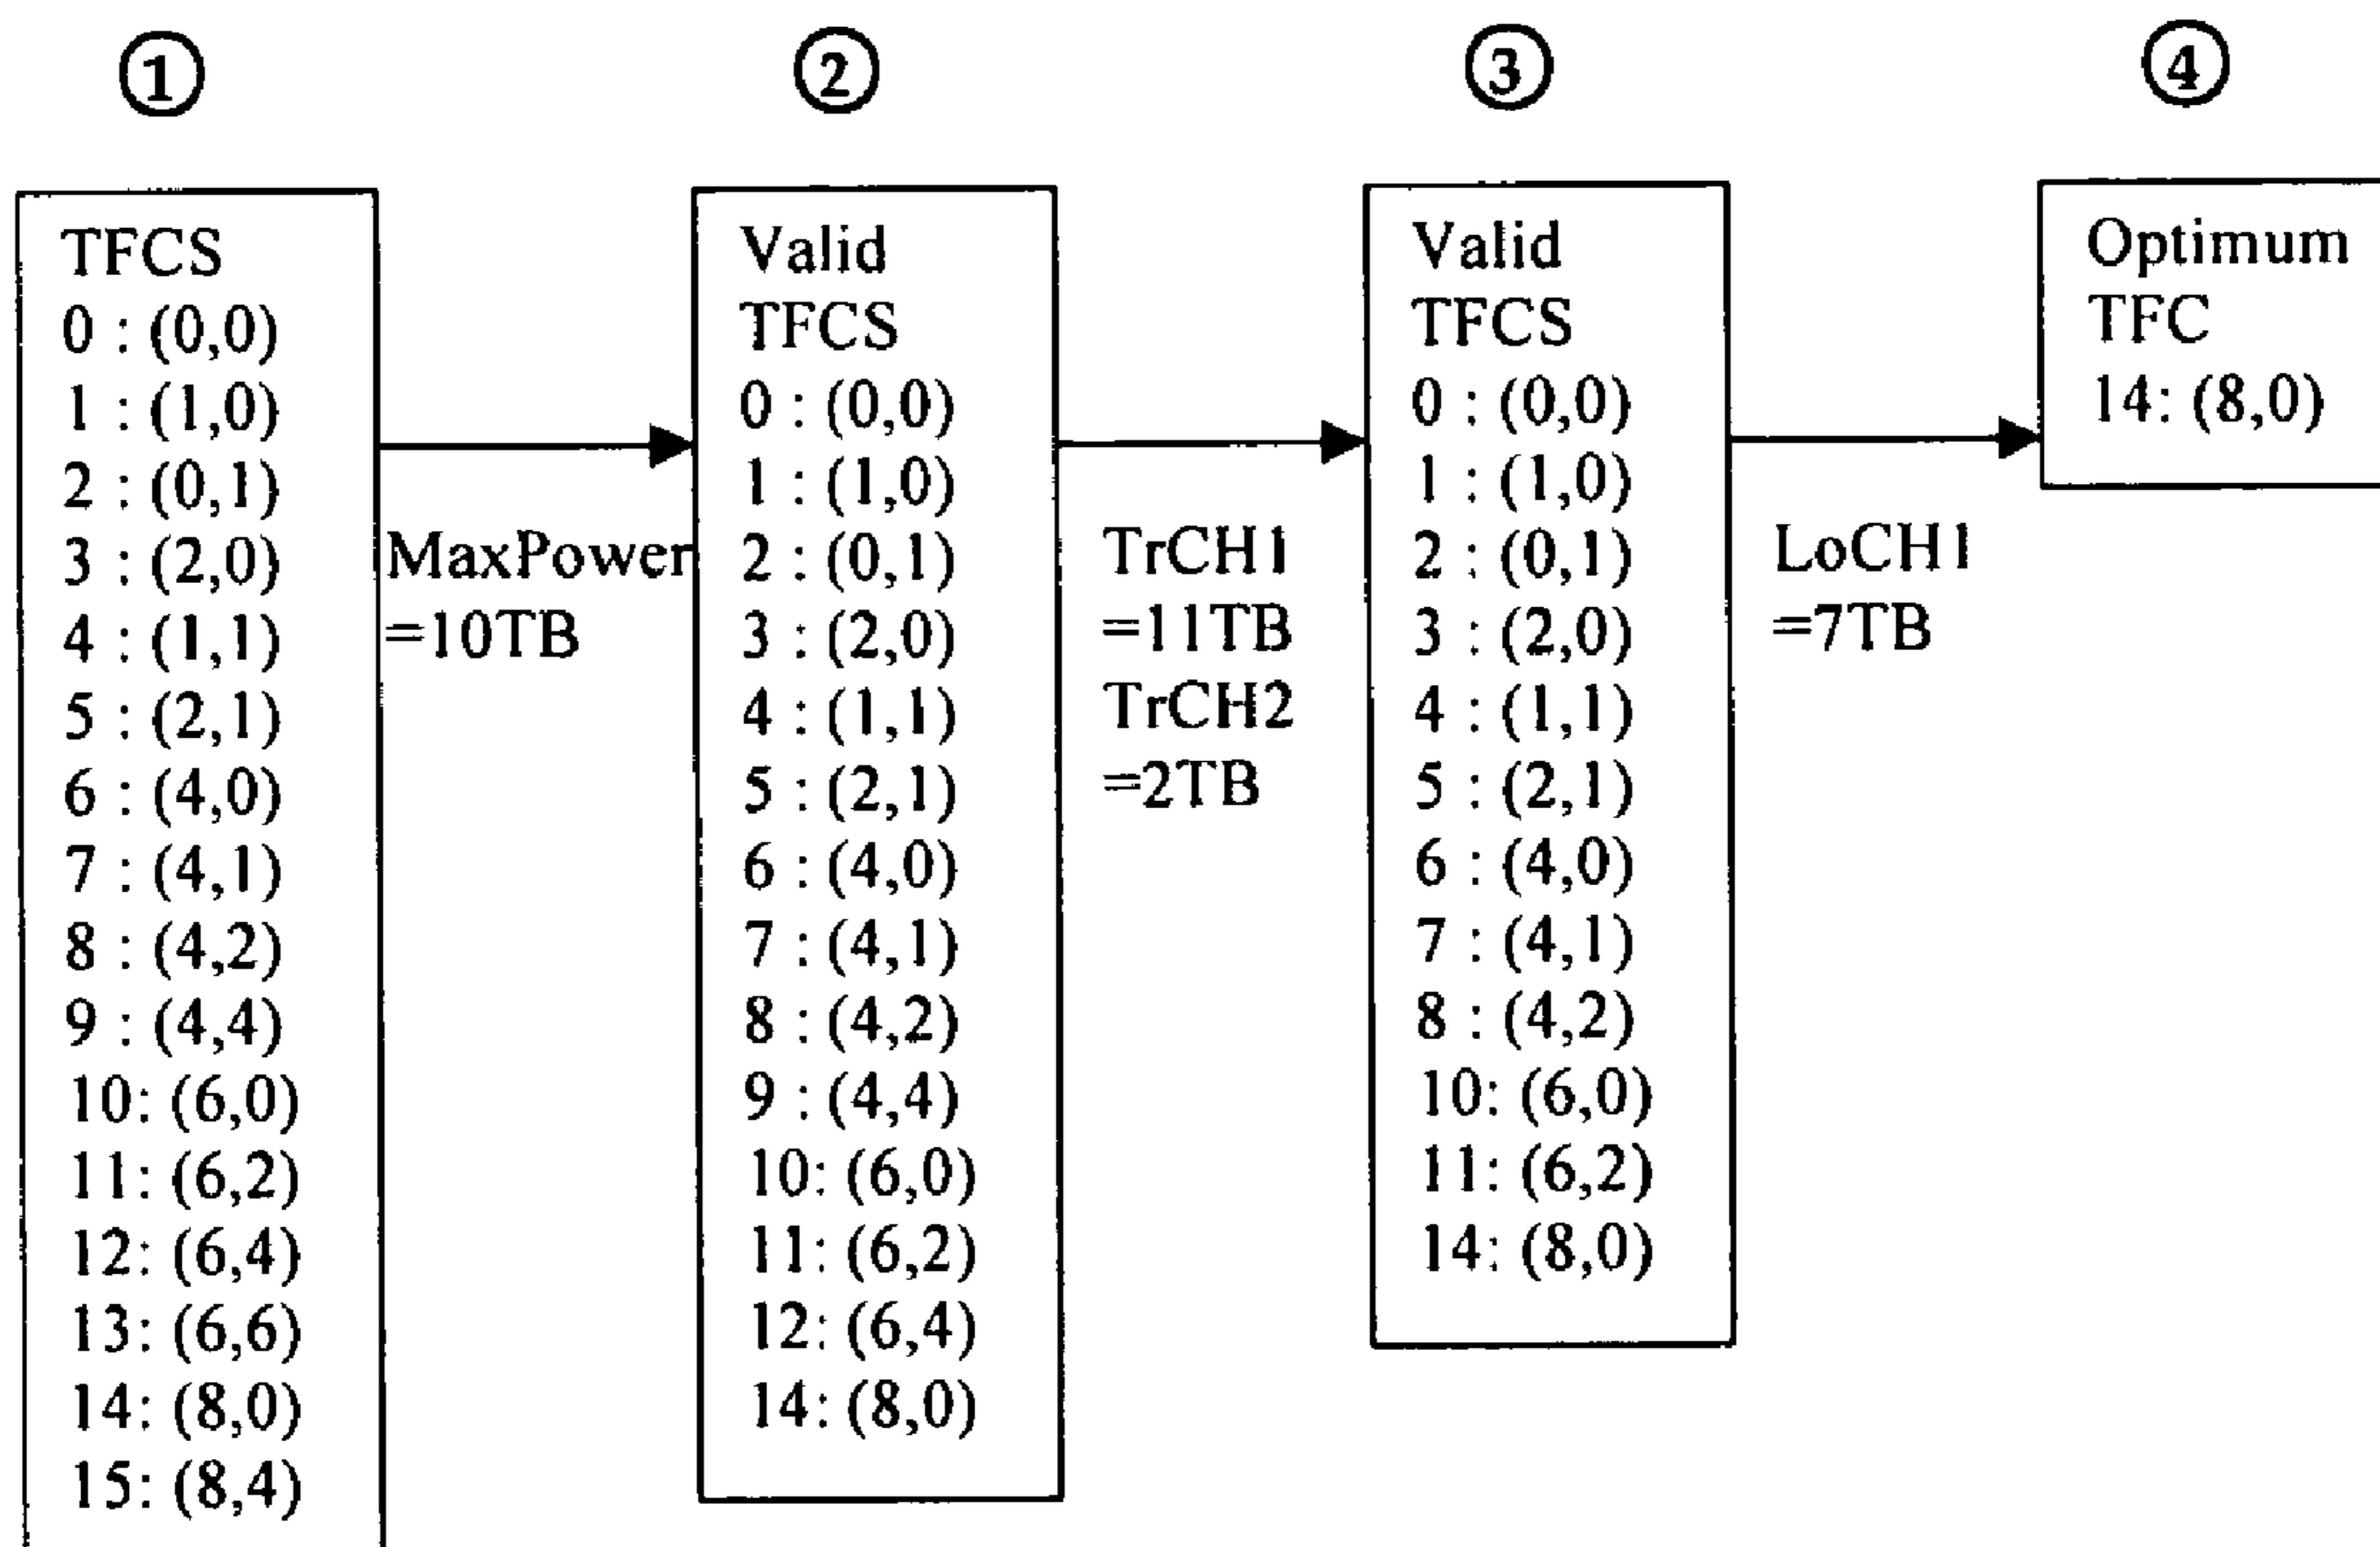 ①
②
③
④
TFCS
0 : (0,0)
1 : (1,0)
2 : (0,1)
3 : (2,0)
4 : (1,1)
5 : (2,1)
6 : (4,0)
7 : (4,1)
8 : (4,2)
9 : (4,4)
10: (6,0)
11: (6,2)
12: (6,4)
13: (6,6)
14: (8,0)
15: (8,4)
MaxPower
=10TB
Valid
TFCS
0 : (0,0)
1 : (1,0)
2 : (0,1)
3 : (2,0)
4 : (1,1)
5 : (2,1)
6 : (4,0)
7 : (4,1)
8 : (4,2)
9 : (4,4)
10: (6,0)
11: (6,2)
12: (6,4)
14: (8,0)
TrCH1
=11TB
TrCH2
=2TB
Valid
TFCS
0 : (0,0)
1 : (1,0)
2 : (0,1)
3 : (2,0)
4 : (1,1)
5 : (2,1)
6 : (4,0)
7 : (4,1)
8 : (4,2)
10: (6,0)
11: (6,2)
14: (8,0)
LoCH1
=7TB
Optimum
TFC
14: (8,0)